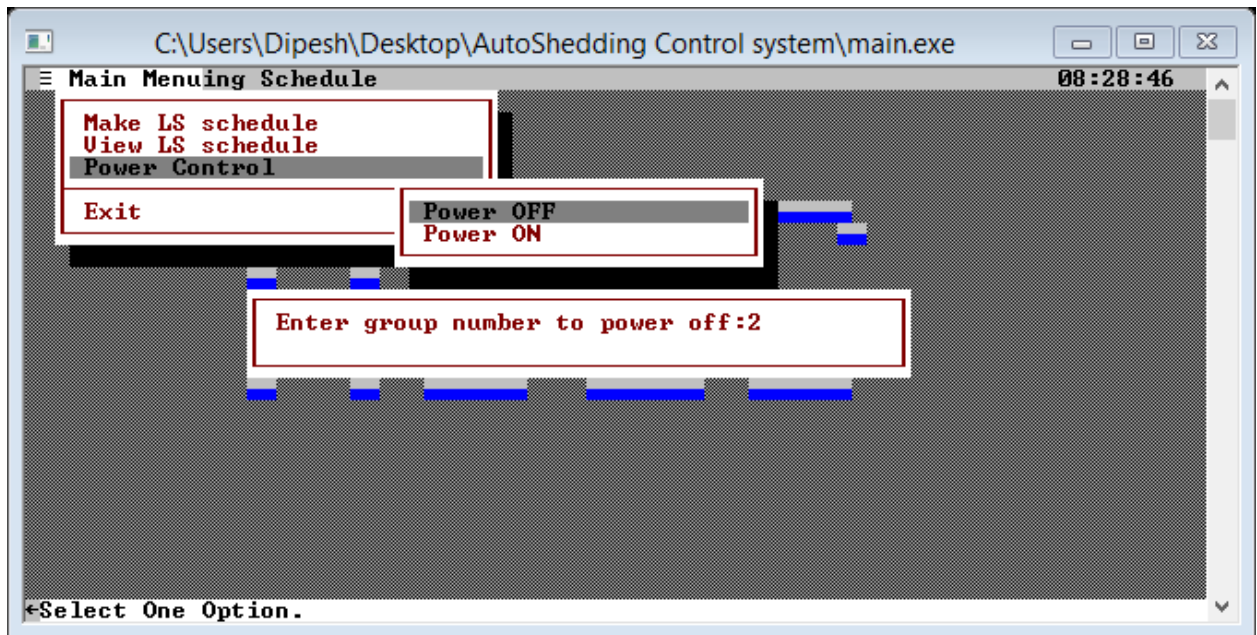 C:\Users\Dipesh\Desktop\AutoShedding Control system\main.exe
≡ Main Menuing Schedule 08:28:46
Make LS schedule
View LS schedule
Power Control
Exit
Power OFF
Power ON
Enter group number to power off:2
←Select One Option.